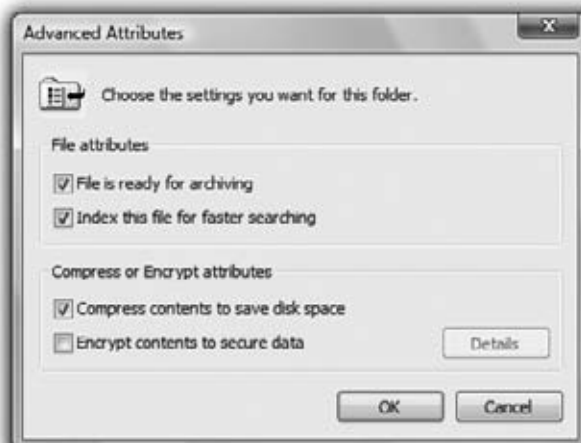 Advanced Attributes
Choose the settings you want for this folder.
File attributes
File is ready for archiving
Index this file for faster searching
Compress or Encrypt attributes
Compress contents to save disk space
Encrypt contents to secure data
Details
OK
Cancel